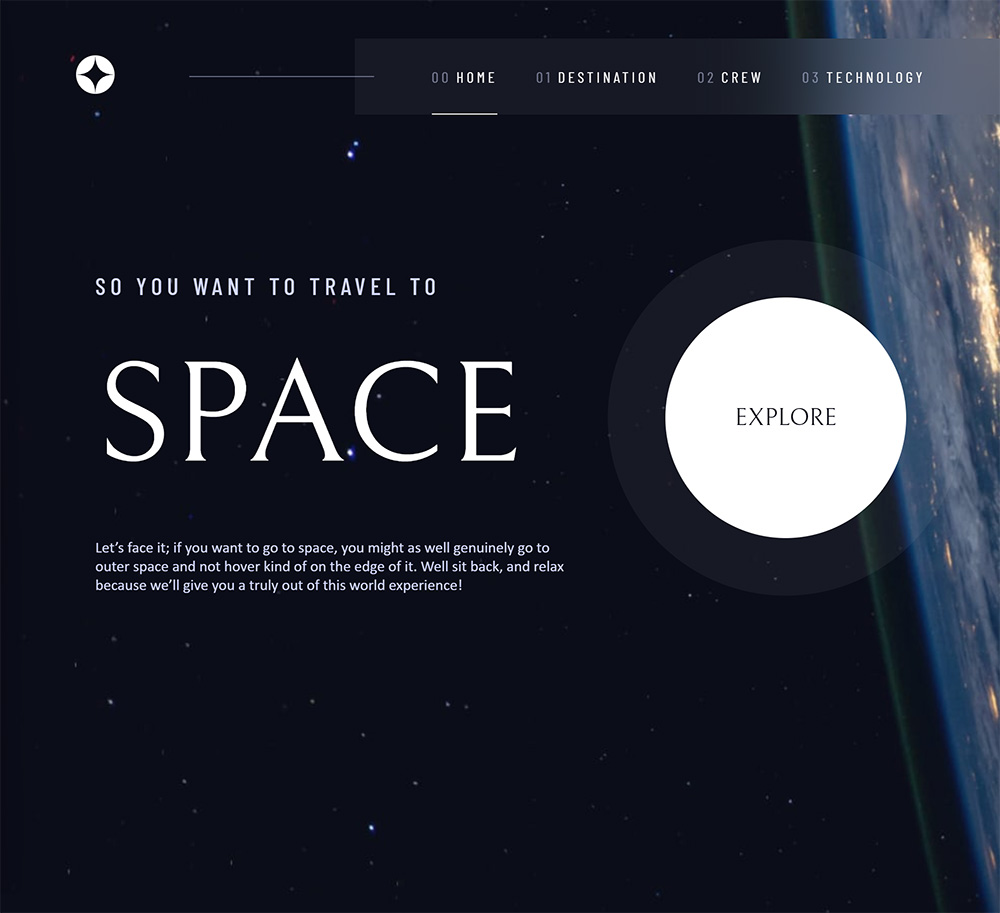 00 HOME 01 DESTINATION 02 CREW 03 TECHNOLOGY
SO YOU WANT TO TRAVEL TO
SPACE
EXPLORE
Let’s face it; if you want to go to space, you might as well genuinely go to
outer space and not hover kind of on the edge of it. Well sit back, and relax
because we’ll give you a truly out of this world experience!